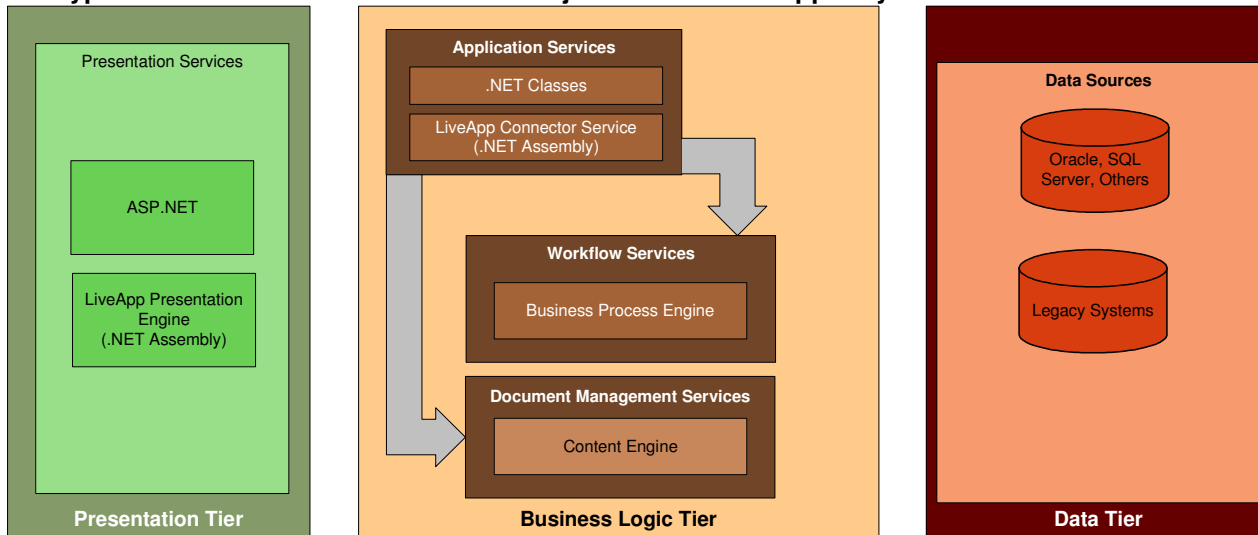 Presentation Services
ASP.NET
LiveApp Presentation
Engine
(.NET Assembly)
Presentation Tier
Application Services
.NET Classes
LiveApp Connector Service
(.NET Assembly)
Workflow Services
Business Process Engine
Document Management Services
Content Engine
Business Logic Tier
Data Sources
Oracle, SQL
Server, Others
Legacy Systems
Data Tier